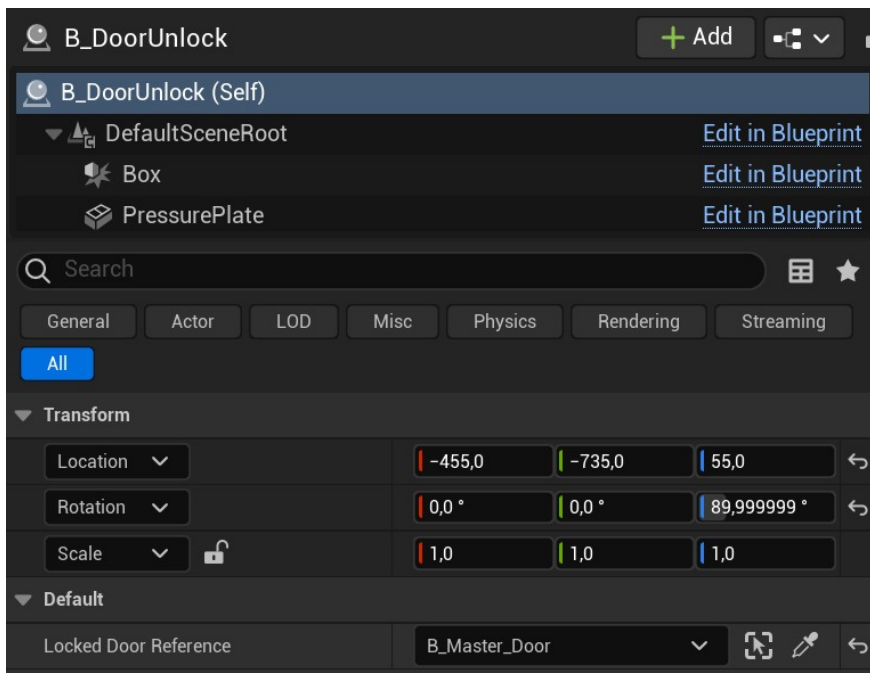 B_DoorUnlock + Add
B_DoorUnlock (Self)
DefaultSceneRoot Edit in Blueprint
Box Edit in Blueprint
PressurePlate Edit in Blueprint
Search
General Actor LOD Misc Physics Rendering Streaming
All
Transform
Location -455,0 -735,0 55,0
Rotation 0,0 ° 0,0 ° 89,999999 °
Scale 1,0 1,0 1,0
Default
Locked Door Reference B_Master_Door